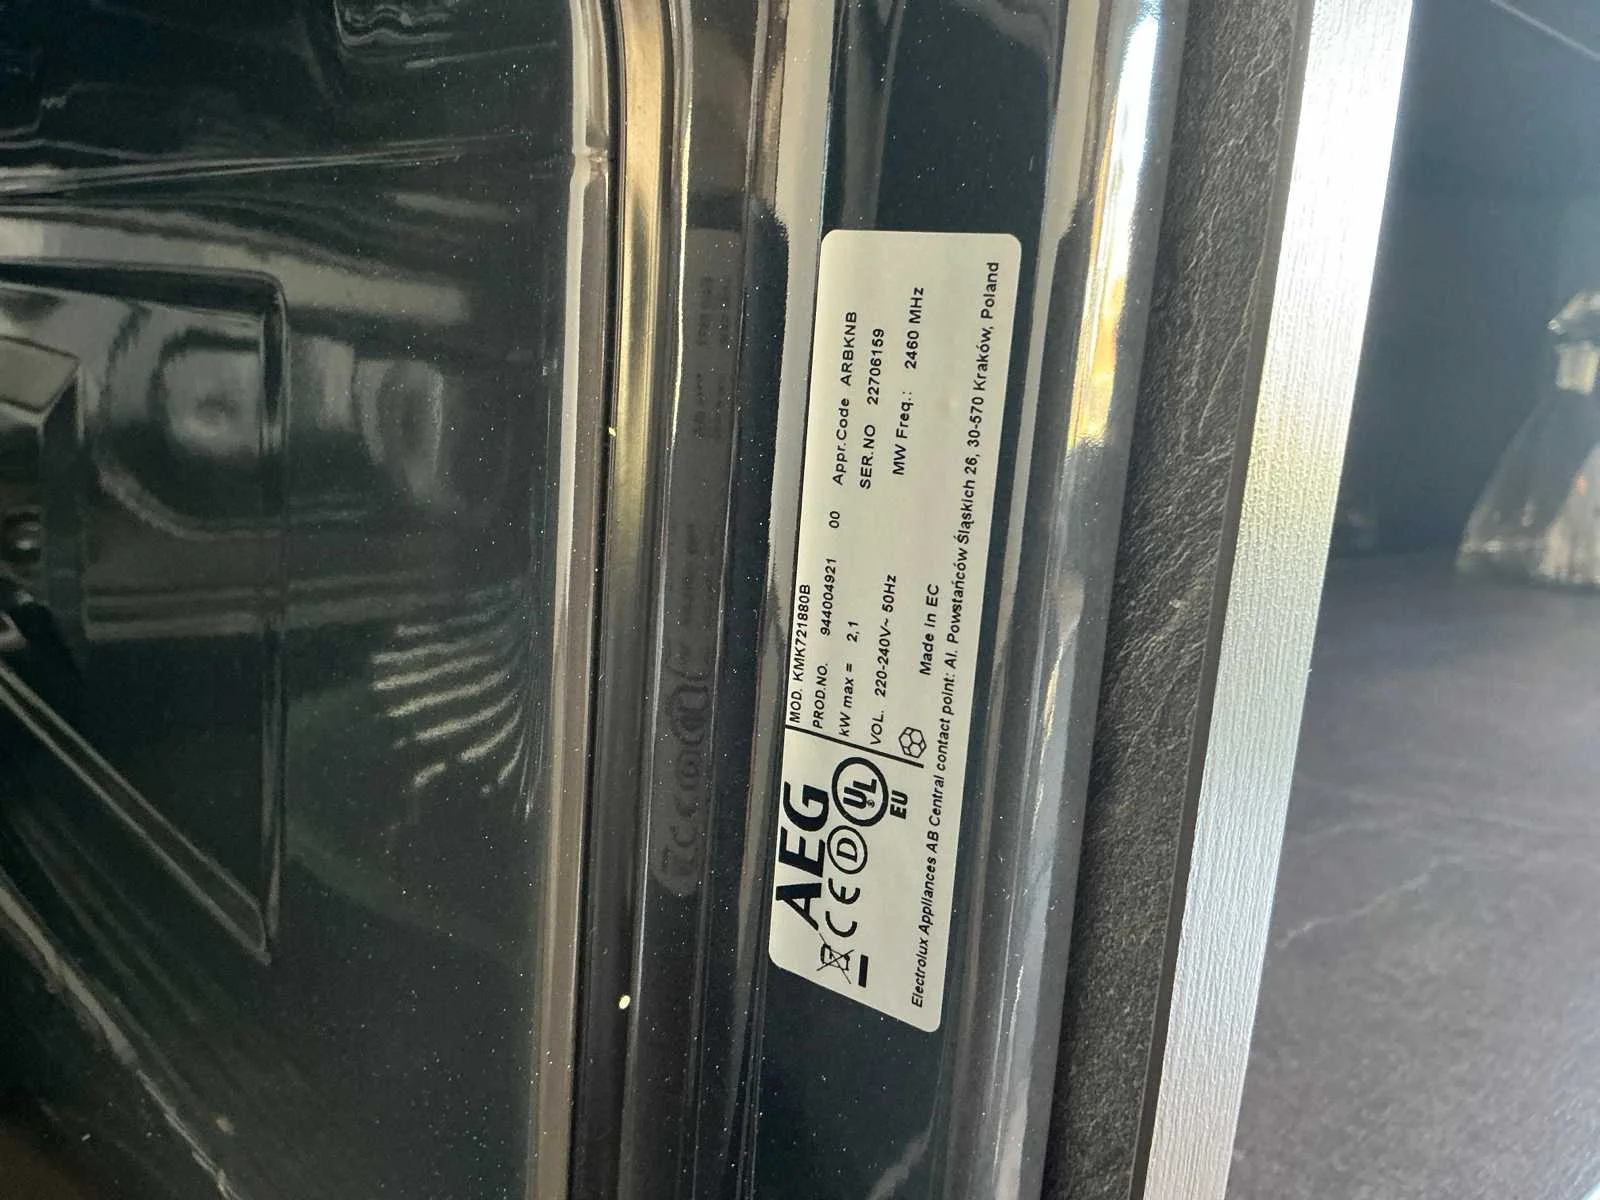 AEG
CE D UL
EU
MOD. KMK721880B
PROD.NO. 944004921 00 Appr.Code ARBKNB
kW max = 2,1 SER.NO 22706159
VOL. 220-240V~ 50Hz MW Freq.: 2460 MHz
Made in EC
Electrolux Appliances AB Central contact point: Al. Powstańców Śląskich 26, 30-570 Kraków, Poland